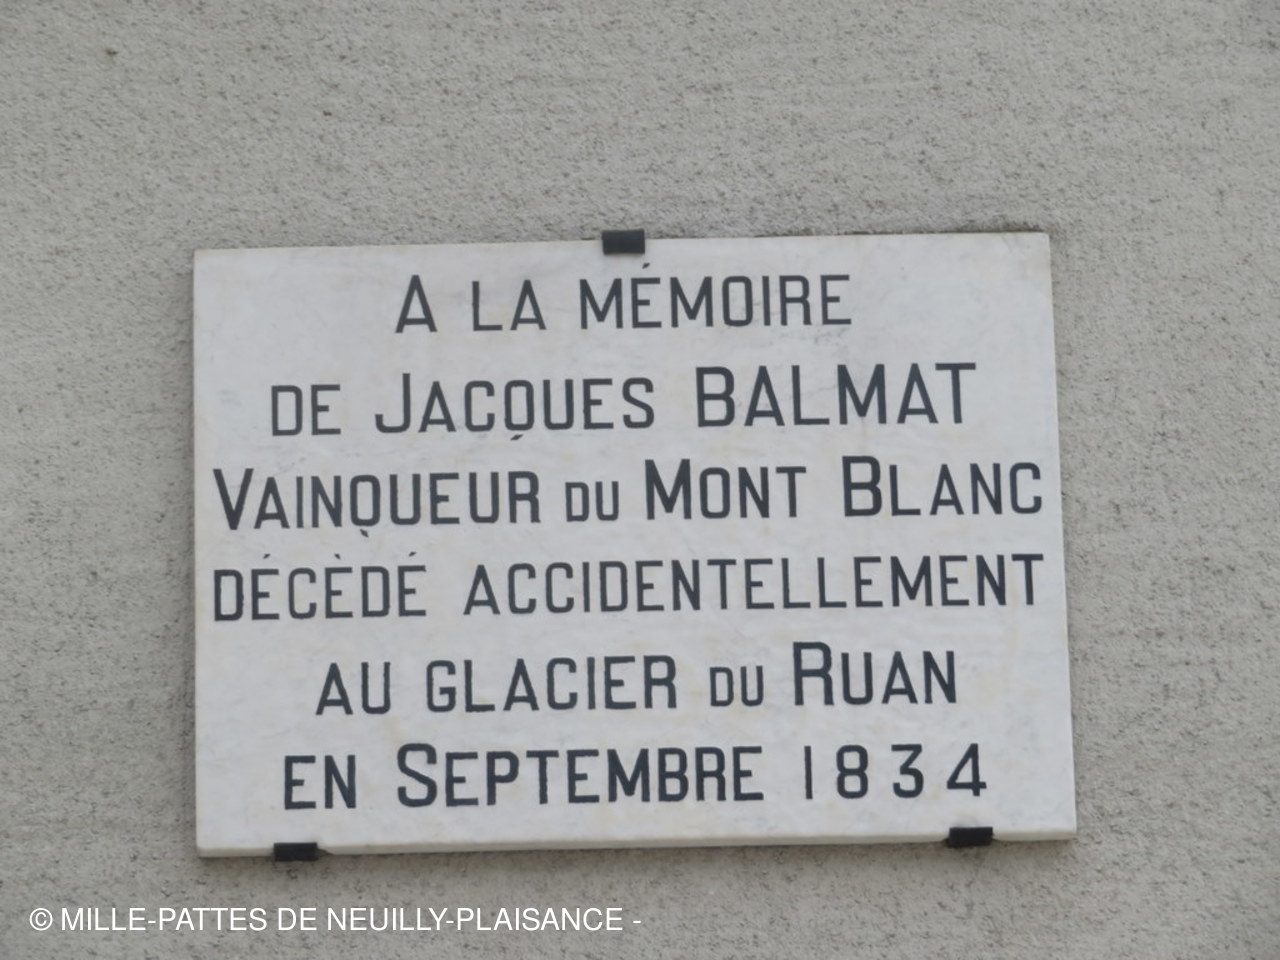 A LA MÉMOIRE
DE JACQUES BALMAT
VAINQUEUR DU MONT BLANC
DÉCÈDÉ ACCIDENTELLEMENT
AU GLACIER DU RUAN
EN SEPTEMBRE 1834
© MILLE-PATTES DE NEUILLY-PLAISANCE -